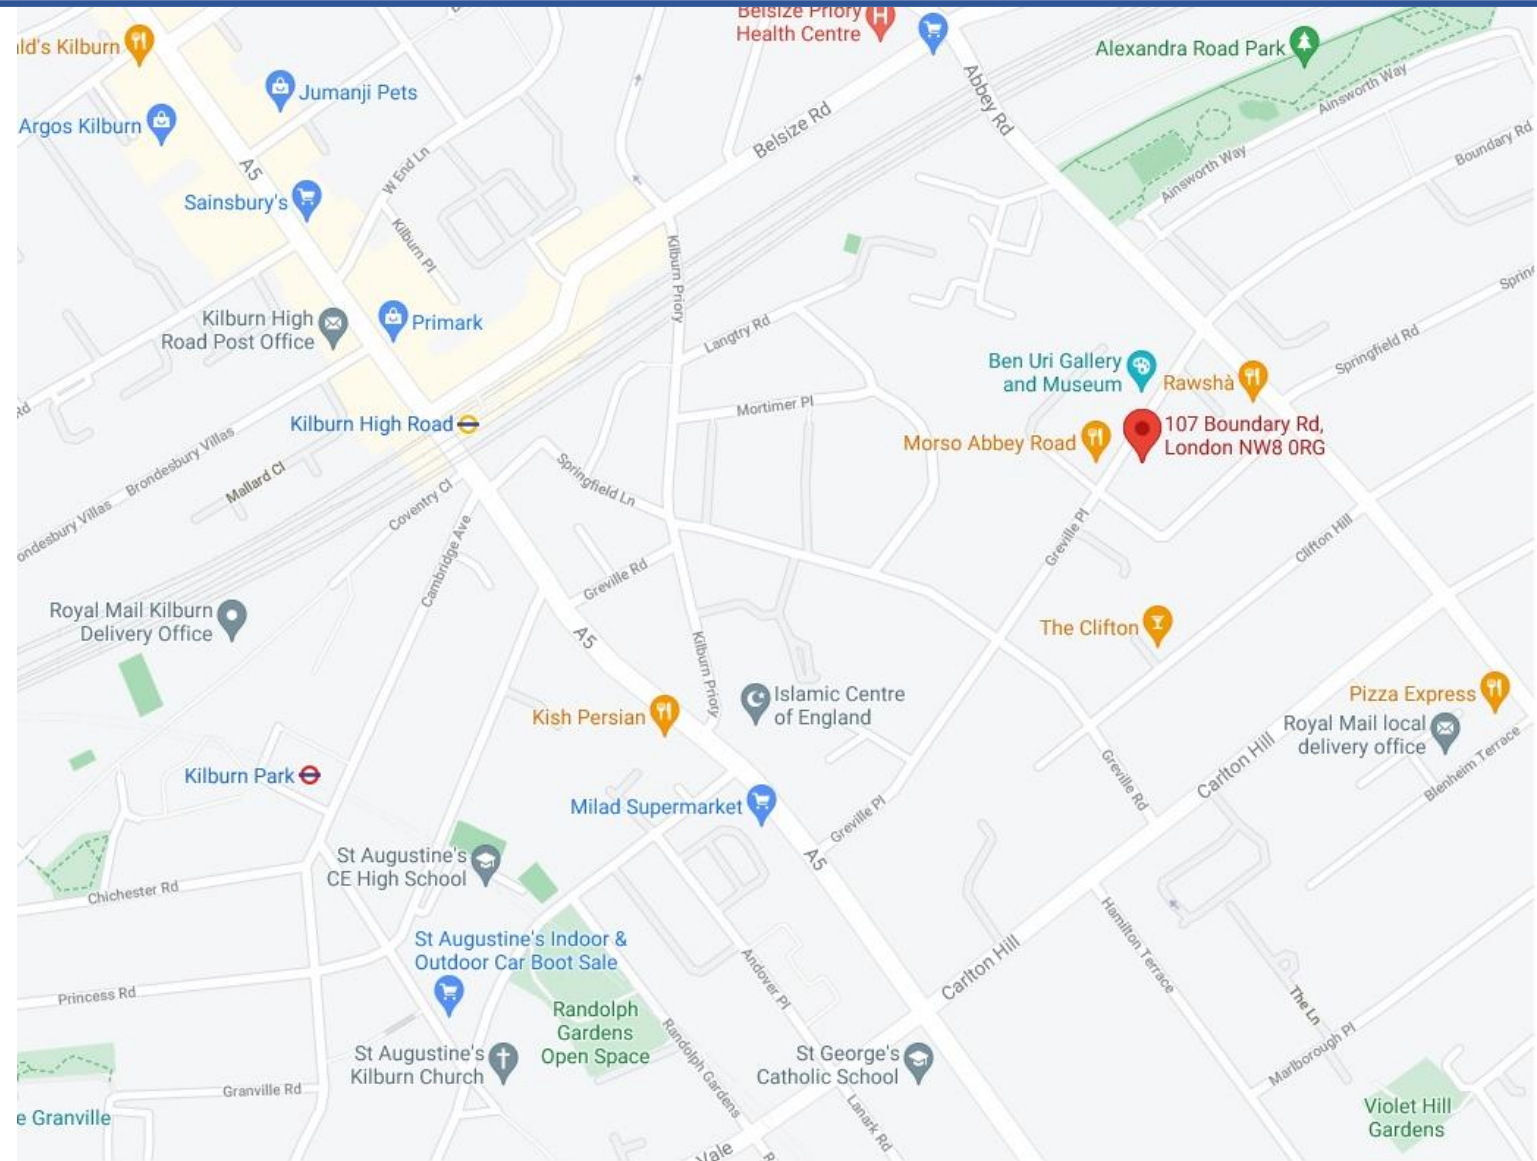 Belsize Priory
Health Centre
ld's Kilburn
Alexandra Road Park
Jumanji Pets
Argos Kilburn
Abbey Rd
Belsize Rd
Ainsworth Way
Ainsworth Way
Boundary Rd
A5
W End Ln
Sainsbury's
Kilburn Pl
Kilburn Priory
Kilburn High
Road Post Office
Primark
Langtry Rd
Springfield Rd
Ben Uri Gallery
and Museum
Rawshà
Mortimer Pl
Kilburn High Road
107 Boundary Rd,
London NW8 0RG
Morso Abbey Road
Brondesbury Villas
Mallard Ct
Springfield Ln
Coventry Cl
ondesbury Villas
Cambridge Ave
Greville Pl
Clifton Hill
Greville Rd
Royal Mail Kilburn
Delivery Office
A5
The Clifton
Kilburn Priory
Islamic Centre
of England
Kish Persian
Pizza Express
Royal Mail local
delivery office
Carlton Hill
Blenheim Terrace
Greville Rd
Kilburn Park
Milad Supermarket
Greville Pl
A5
St Augustine's
CE High School
Chichester Rd
Hamilton Terrace
St Augustine's Indoor &
Outdoor Car Boot Sale
Andover Pl
Carlton Hill
Princess Rd
The Ln
Randolph
Gardens
Open Space
Randolph Gardens
Marlborough Pl
St Augustine's
Kilburn Church
St George's
Catholic School
Granville Rd
Lanark Rd
e Granville
Violet Hill
Gardens
Vale